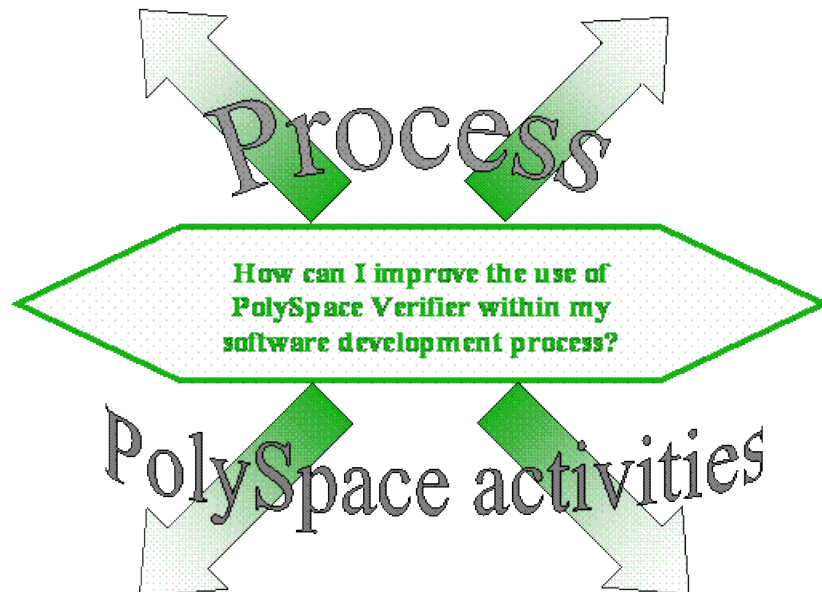 Process
How can I improve the use of
PolySpace Verifier within my
software development process?
PolySpace activities